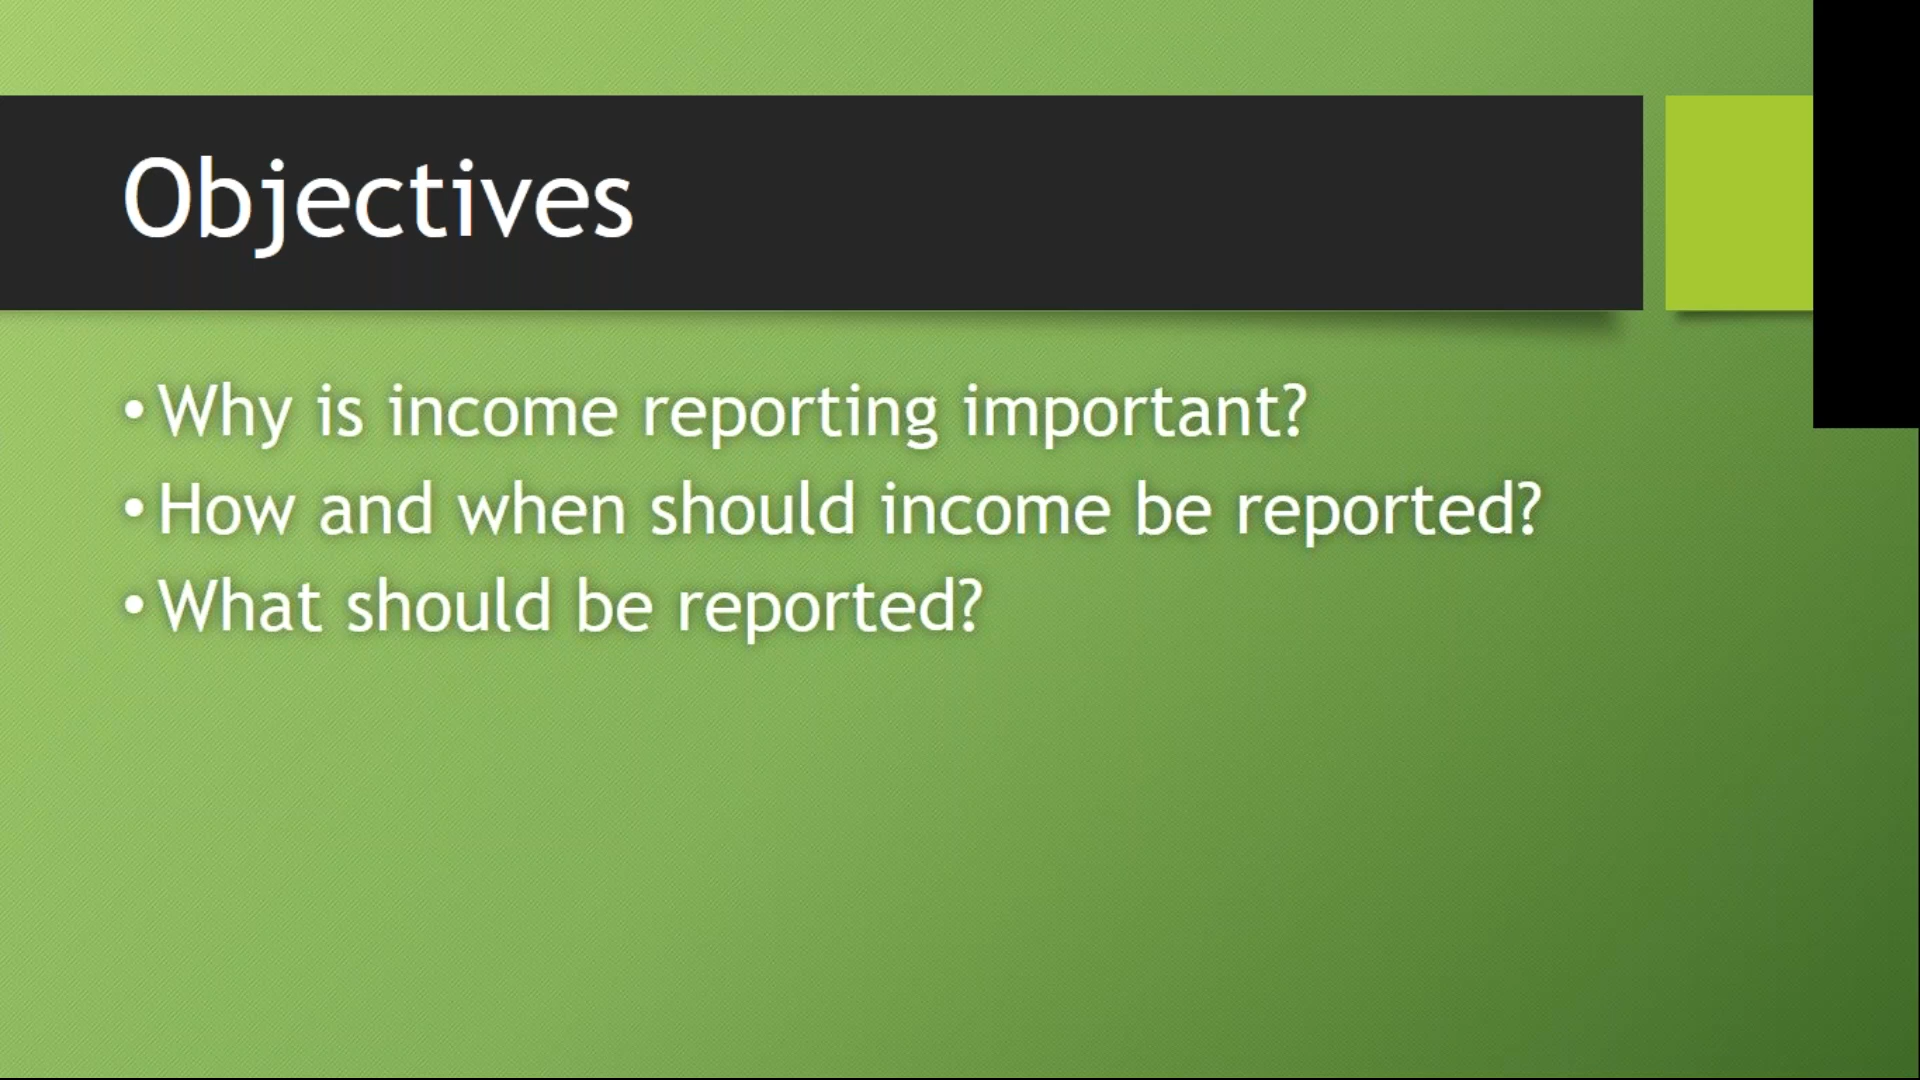 Objectives
• Why is income reporting important?
• How and when should income be reported?
• What should be reported?